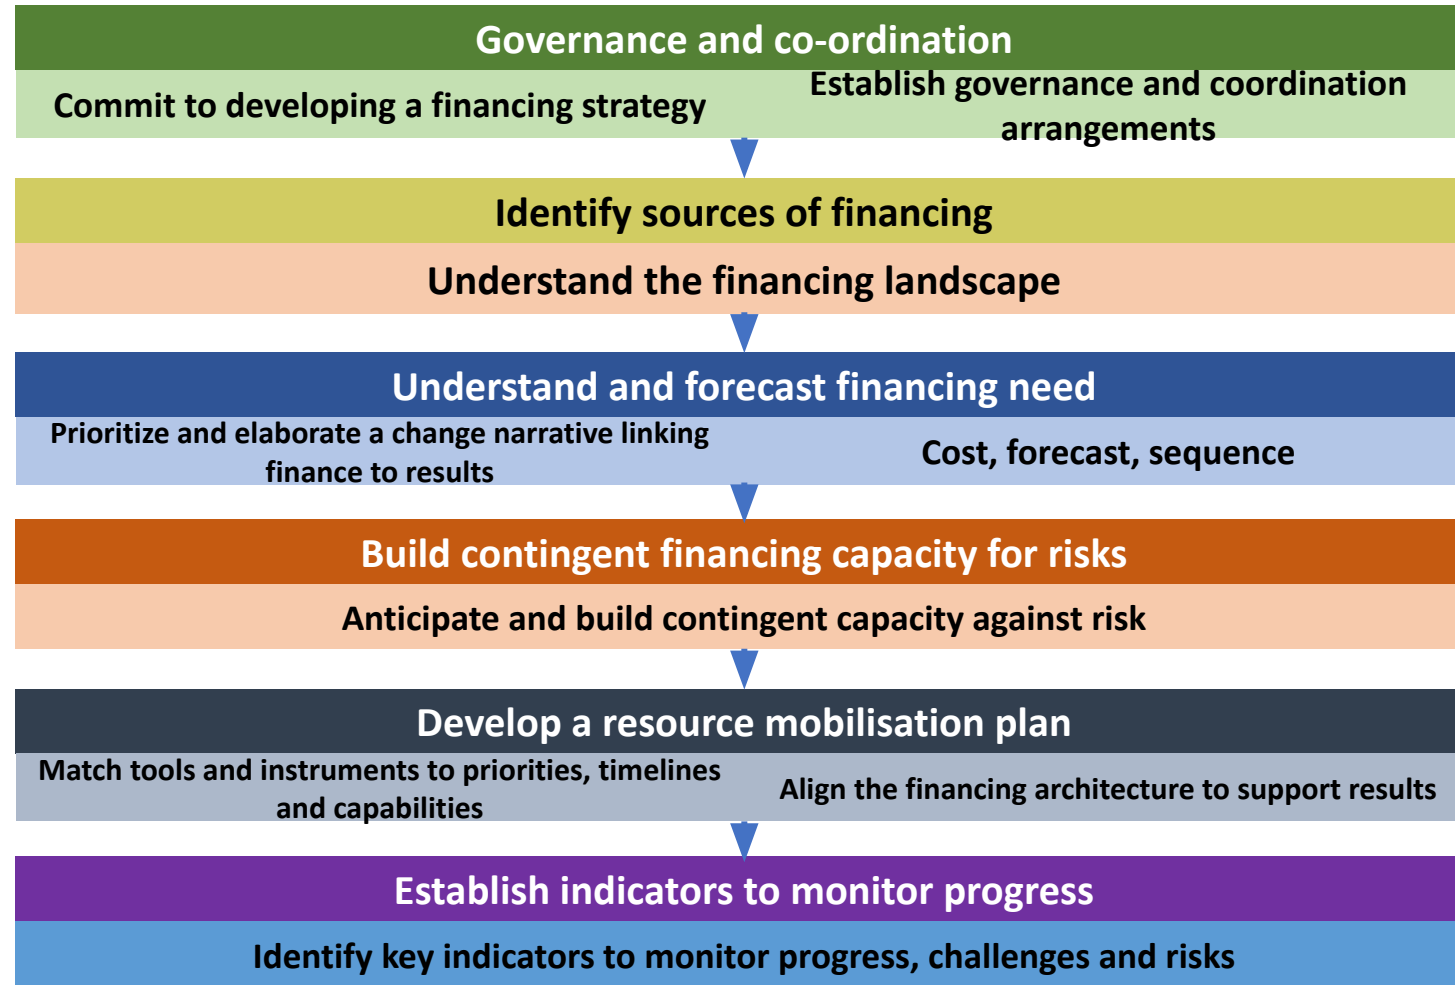 Governance and co-ordination
Commit to developing a financing strategy
Establish governance and coordination
arrangements
Identify sources of financing
Understand the financing landscape
Understand and forecast financing need
Prioritize and elaborate a change narrative linking
finance to results
Cost, forecast, sequence
Build contingent financing capacity for risks
Anticipate and build contingent capacity against risk
Develop a resource mobilisation plan
Match tools and instruments to priorities, timelines
and capabilities
Align the financing architecture to support results
Establish indicators to monitor progress
Identify key indicators to monitor progress, challenges and risks